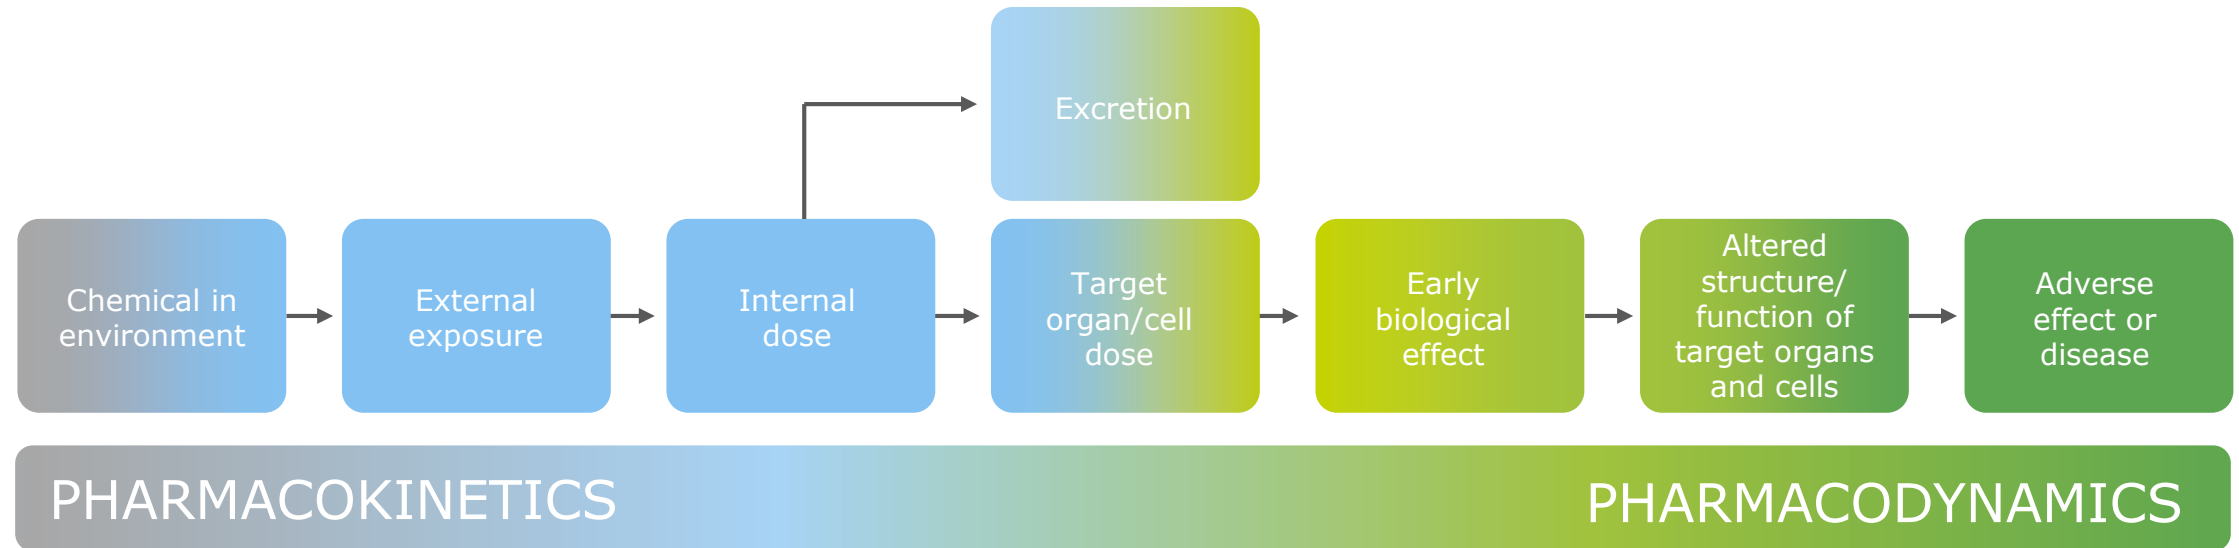 Excretion
Chemical in
environment
External
exposure
Internal
dose
Target
organ/cell
dose
Early
biological
effect
Altered
structure/
function of
target organs
and cells
Adverse
effect or
disease
PHARMACOKINETICS
PHARMACODYNAMICS